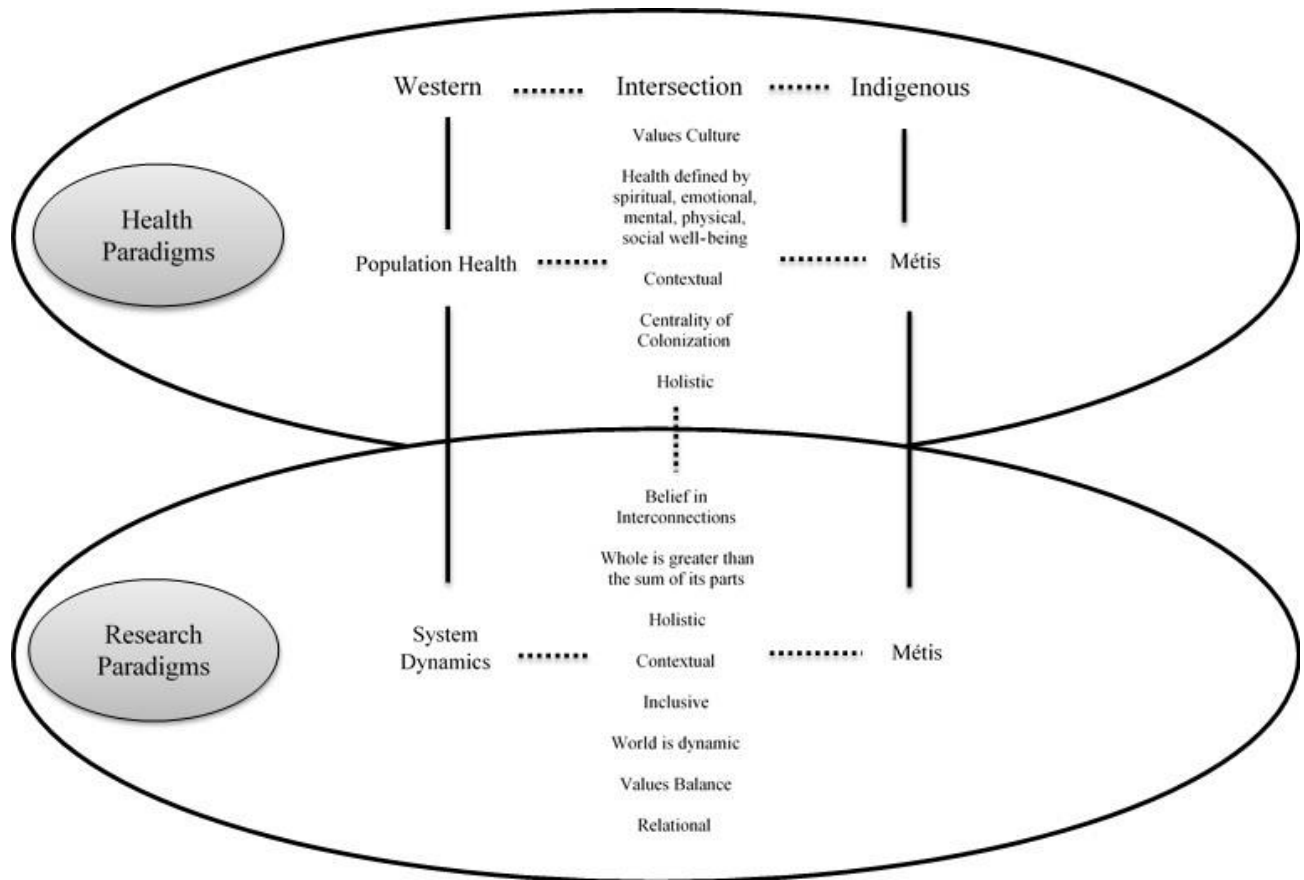 Western
Intersection
Indigenous
Values Culture
Health
Paradigms
Health defined by
spiritual, emotional,
mental, physical,
social well-being
Population Health
Métis
Contextual
Centrality of
Colonization
Holistic
Belief in
Interconnections
Whole is greater than
the sum of its parts
Research
Paradigms
Holistic
System
Dynamics
Métis
Contextual
Inclusive
World is dynamic
Values Balance
Relational